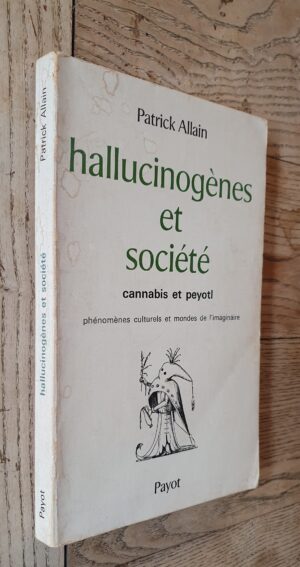 Patrick Allain
hallucinogènes
et
société
cannabis et peyotl
phénomènes culturels et mondes de l'imaginaire
Payot
Patrick Allain
hallucinogènes et société
Payot